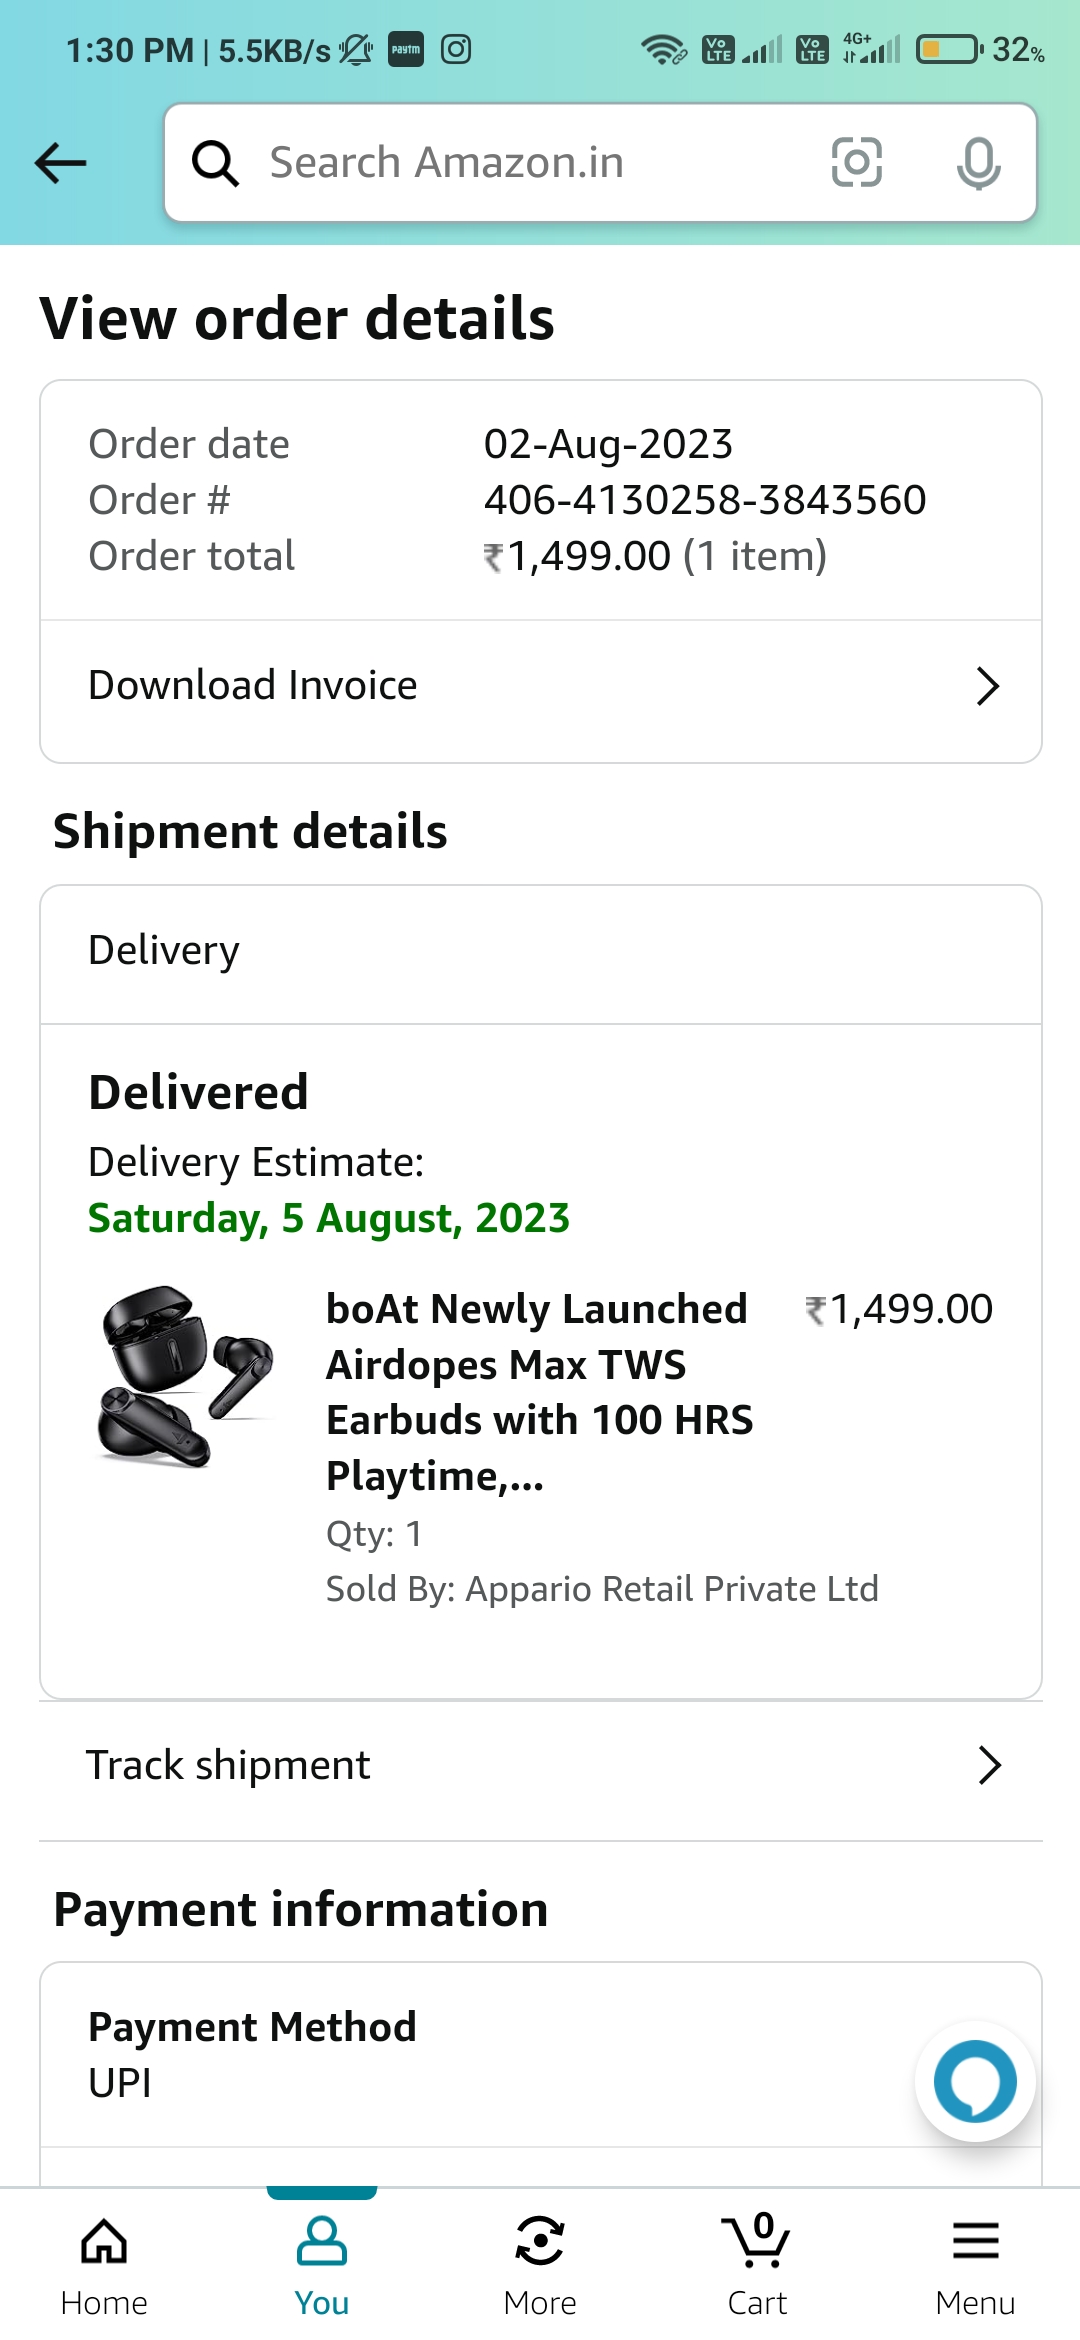 1:30 PM | 5.5KB/s paytm Vo LTE Vo LTE 4G+ 32%
Search Amazon.in
View order details
Order date 02-Aug-2023
Order # 406-4130258-3843560
Order total ₹1,499.00 (1 item)
Download Invoice
Shipment details
Delivery
Delivered
Delivery Estimate:
Saturday, 5 August, 2023
boAt Newly Launched ₹1,499.00
Airdopes Max TWS
Earbuds with 100 HRS
Playtime,...
Qty: 1
Sold By: Appario Retail Private Ltd
Track shipment
Payment information
Payment Method
UPI
0
Home You More Cart Menu